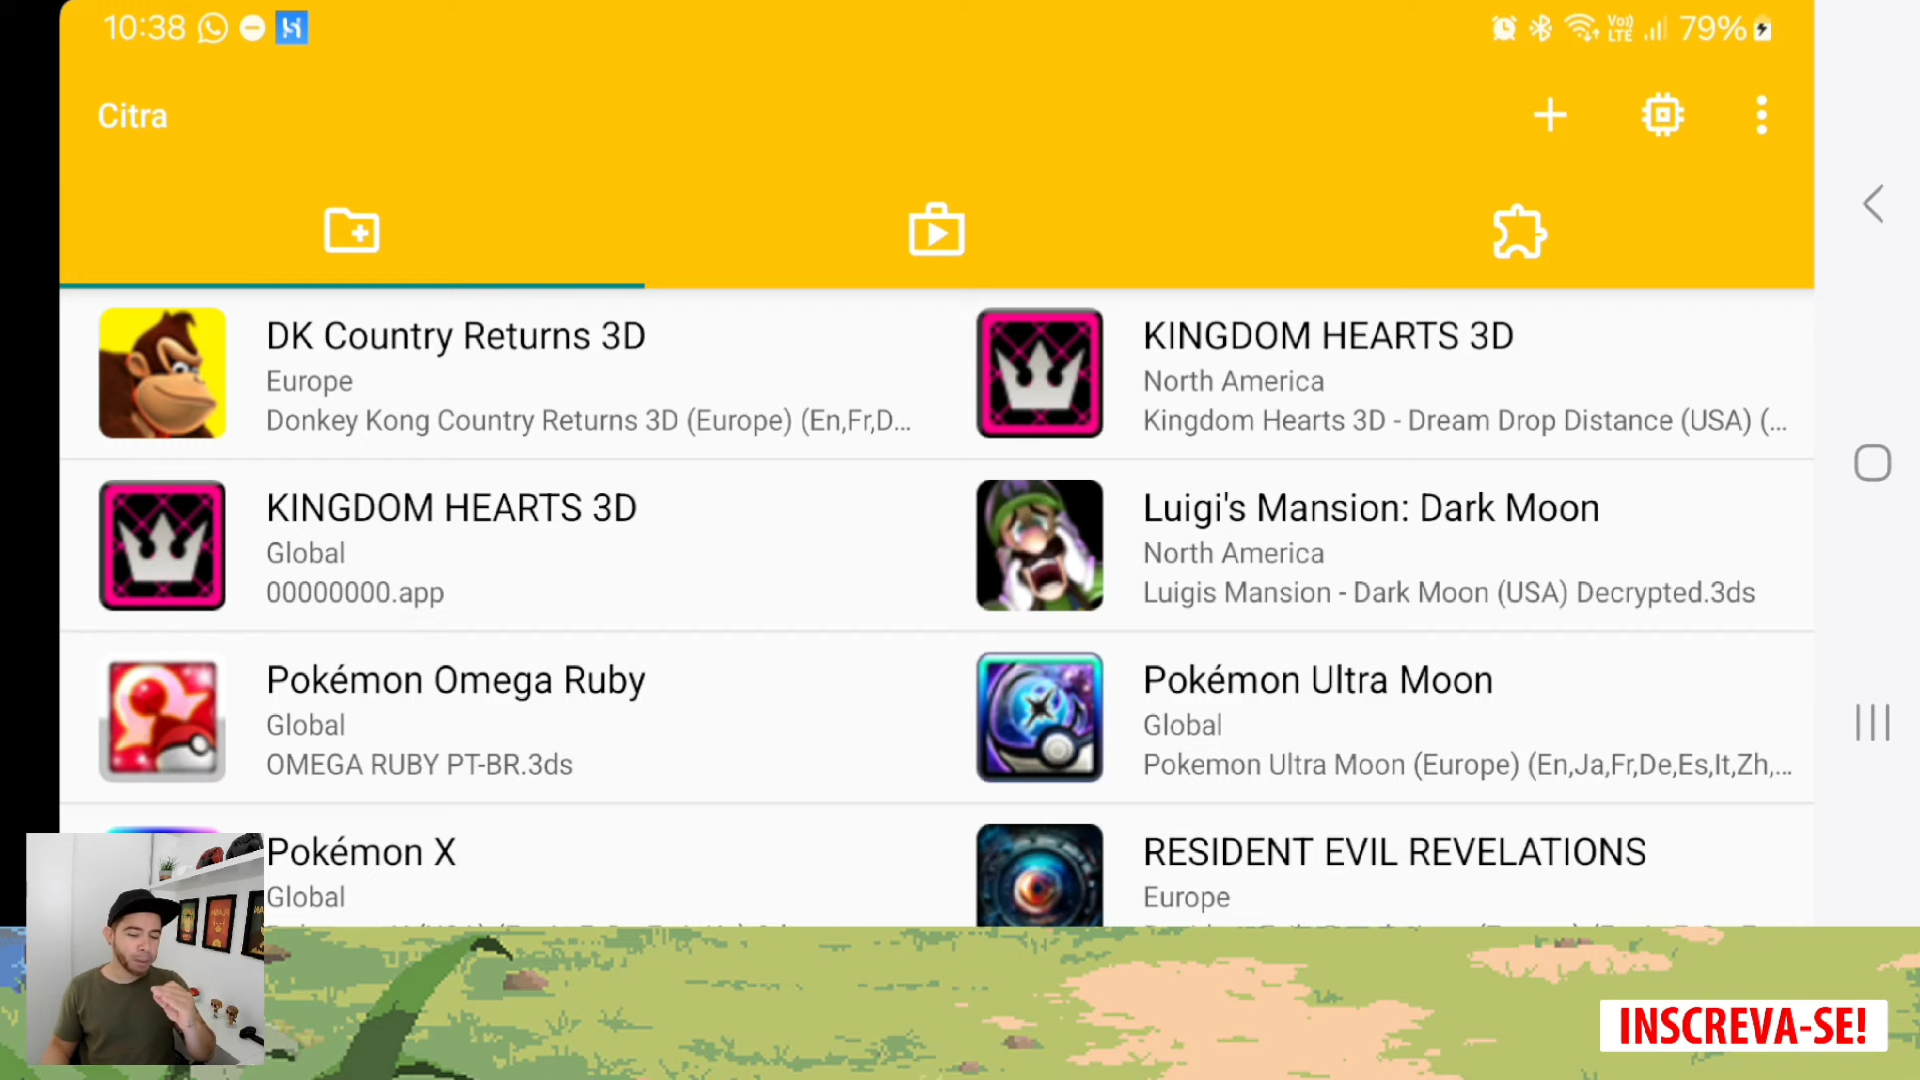 10:38
Vo)) LTE 79%
Citra
DK Country Returns 3D
Europe
Donkey Kong Country Returns 3D (Europe) (En,Fr,D...
KINGDOM HEARTS 3D
North America
Kingdom Hearts 3D - Dream Drop Distance (USA) (...
KINGDOM HEARTS 3D
Global
00000000.app
Luigi's Mansion: Dark Moon
North America
Luigis Mansion - Dark Moon (USA) Decrypted.3ds
Pokémon Omega Ruby
Global
OMEGA RUBY PT-BR.3ds
Pokémon Ultra Moon
Global
Pokemon Ultra Moon (Europe) (En,Ja,Fr,De,Es,It,Zh,...
Pokémon X
Global
RESIDENT EVIL REVELATIONS
Europe
INSCREVA-SE!